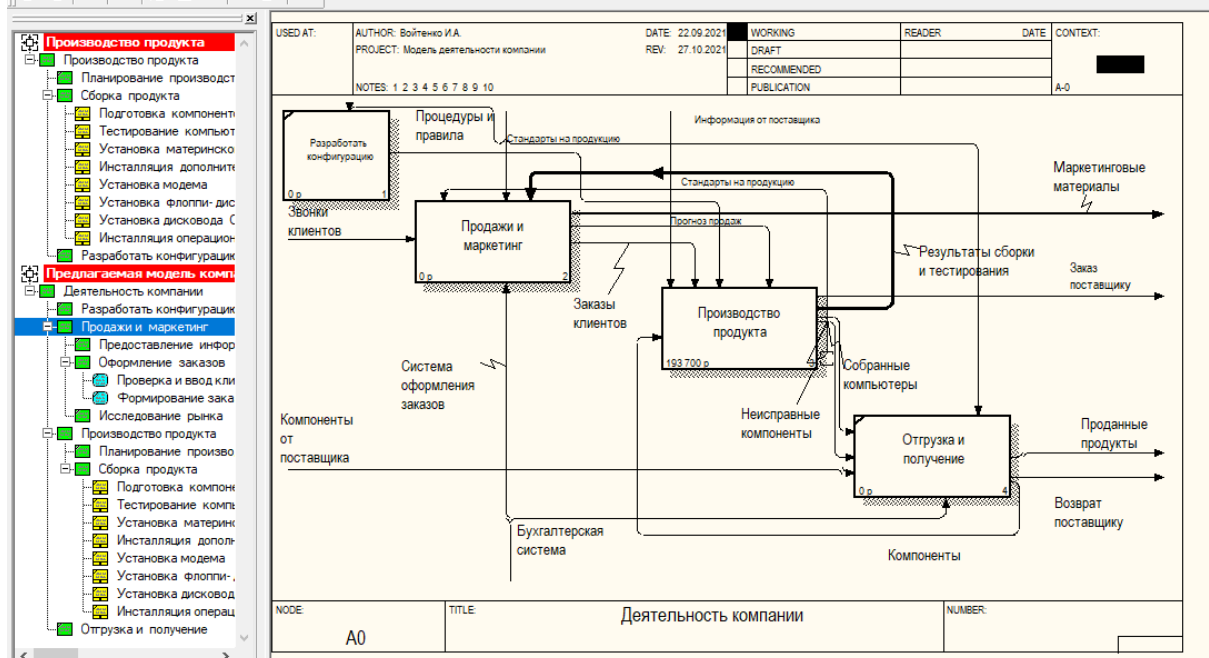 Производство продукта
Производство продукта
Планирование производст
Сборка продукта
Подготовка компоненто
Тестирование компьют
Установка материнско
Инсталляция дополните
Установка модема
Установка флоппи- дис
Установка дисковода C
Инсталляция операцион
Разработать конфигурацик
Предлагаемая модель компа
Деятельность компании
Разработать конфигурацик
Продажи и маркетинг
Предоставление инфор
Оформление заказов
Проверка и ввод кли
Формирование зака
Исследование рынка
Производство продукта
Планирование произво
Сборка продукта
Подготовка компоне
Тестирование компь
Установка материно
Инсталляция дополн
Установка модема
Установка флоппи-
Установка дисковод
Инсталляция операц
Отгрузка и получение
USED AT:
AUTHOR: Войтенко И.А.
DATE: 22.09.2021
WORKING
READER
DATE
CONTEXT:
PROJECT: Модель деятельности компании
REV: 27.10.2021
DRAFT
RECOMMENDED
NOTES: 1 2 3 4 5 6 7 8 9 10
PUBLICATION
A-0
Процедуры и
правила
Информация от поставщика
Стандарты на продукцию
Разработать
конфигурацию
0 р
1
Стандарты на продукцию
Маркетинговые
материалы
Звонки
клиентов
Продажи и
маркетинг
0 р
2
Прогноз продаж
Результаты сборки
и тестирования
Заказ
поставщику
Заказы
клиентов
Производство
продукта
193 700 р
3
Система
оформления
заказов
Собранные
компьютеры
Неисправные
компоненты
Компоненты
от
поставщика
Отгрузка и
получение
0 р
4
Проданные
продукты
Возврат
поставщику
Бухгалтерская
система
Компоненты
NODE:
TITLE:
NUMBER:
A0
Деятельность компании